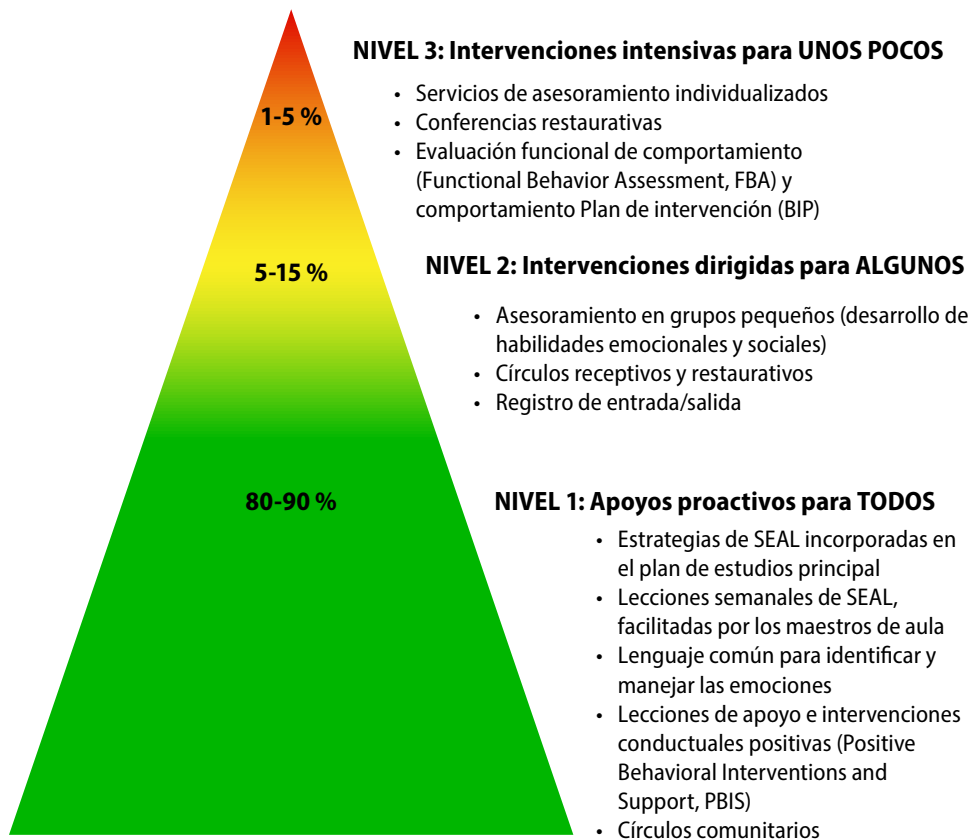 NIVEL 3: Intervenciones intensivas para UNOS POCOS
• Servicios de asesoramiento individualizados
• Conferencias restaurativas
• Evaluación funcional de comportamiento
(Functional Behavior Assessment, FBA) y
comportamiento Plan de intervención (BIP)
1-5 %
NIVEL 2: Intervenciones dirigidas para ALGUNOS
5-15 %
• Asesoramiento en grupos pequeños (desarrollo de
habilidades emocionales y sociales)
• Círculos receptivos y restaurativos
• Registro de entrada/salida
80-90 %
NIVEL 1: Apoyos proactivos para TODOS
• Estrategias de SEAL incorporadas en
el plan de estudios principal
• Lecciones semanales de SEAL,
facilitadas por los maestros de aula
• Lenguaje común para identificar y
manejar las emociones
• Lecciones de apoyo e intervenciones
conductuales positivas (Positive
Behavioral Interventions and
Support, PBIS)
• Círculos comunitarios